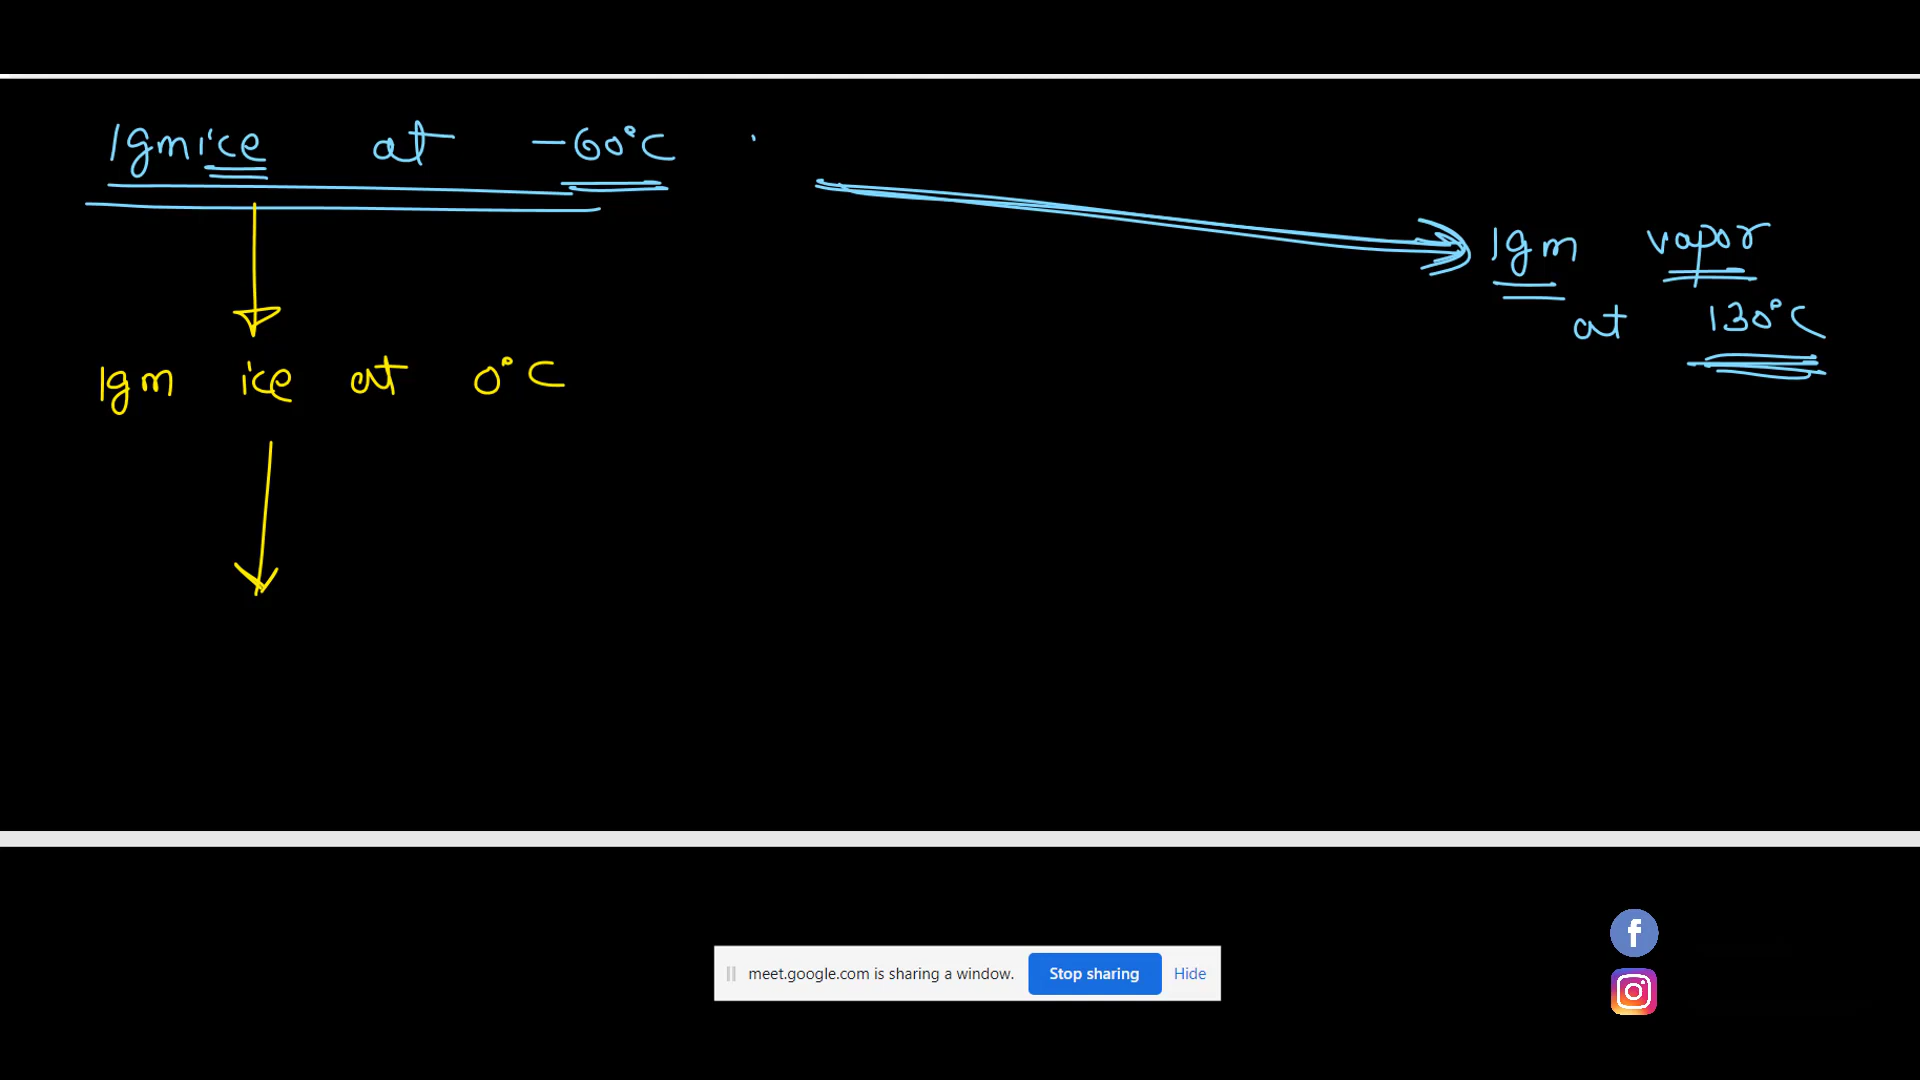 1gm ice at -60°C
1gm vapor
at 130°C
1gm ice at 0°C
meet.google.com is sharing a window. Stop sharing Hide